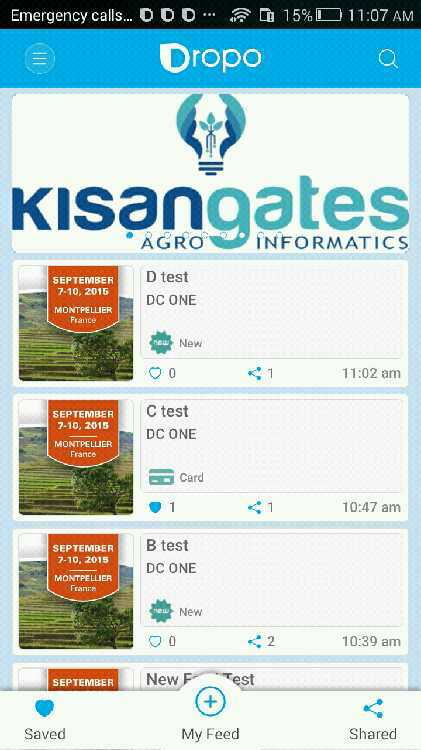 Emergency calls... 15% 11:07 AM
Dropo
KISANgates
AGRO INFORMATICS
SEPTEMBER
7-10, 2015
MONTPELLIER
France
D test
DC ONE
new New
0 1 11:02 am
SEPTEMBER
7-10, 2015
MONTPELLIER
France
C test
DC ONE
Card
1 1 10:47 am
SEPTEMBER
7-10, 2015
MONTPELLIER
France
B test
DC ONE
new New
0 2 10:39 am
SEPTEMBER
New Test
Saved My Feed Shared